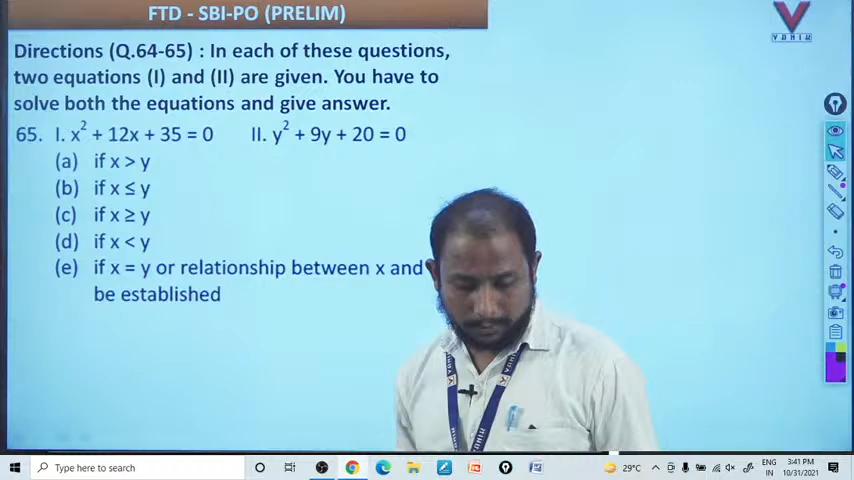 FTD - SBI-PO (PRELIM)
Directions (Q.64-65) : In each of these questions,
two equations (I) and (II) are given. You have to
solve both the equations and give answer.
65. I. x² + 12x + 35 = 0 II. y² + 9y + 20 = 0
(a) if x > y
(b) if x ≤ y
(c) if x ≥ y
(d) if x < y
(e) if x = y or relationship between x and
be established
Type here to search
29°C
ENG
IN
3:41 PM
10/31/2021